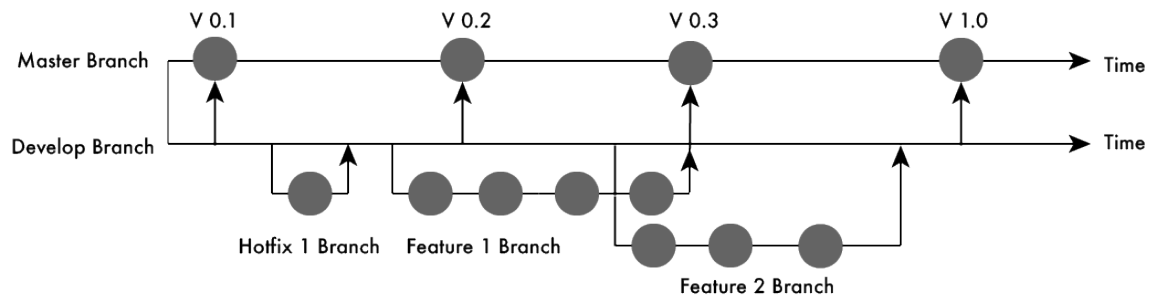 V 0.1
V 0.2
V 0.3
V 1.0
Master Branch
Time
Develop Branch
Time
Hotfix 1 Branch
Feature 1 Branch
Feature 2 Branch